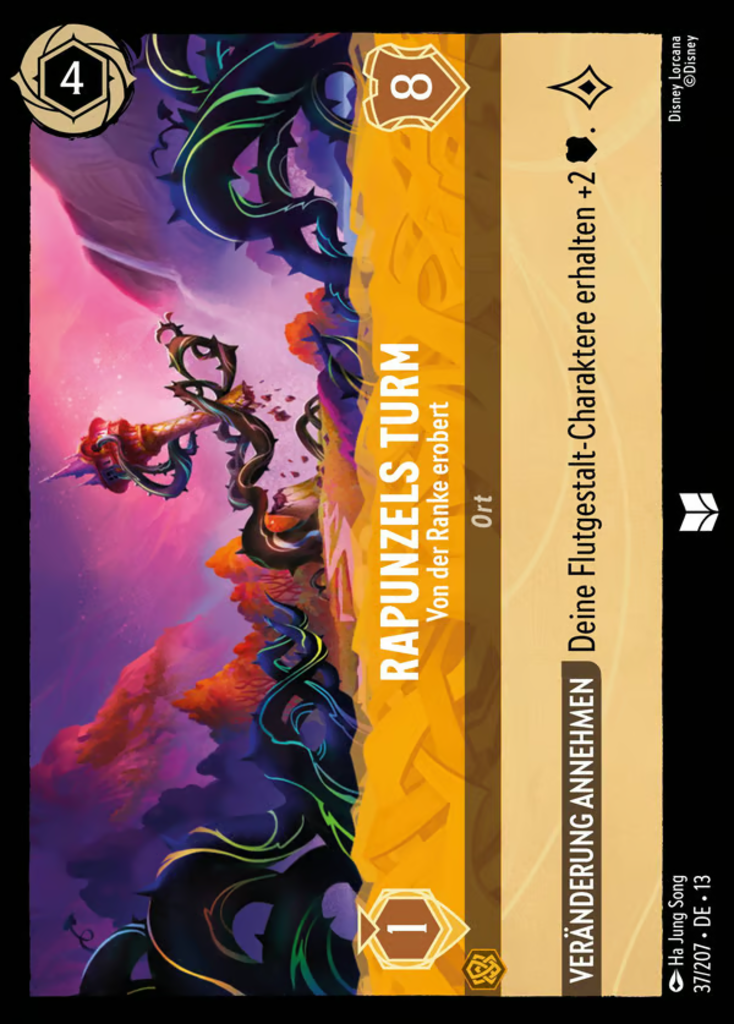 4
RAPUNZELS TURM
Von der Ranke erobert
1
8
Ort
VERÄNDERUNG ANNEHMEN Deine Flutgestalt-Charaktere erhalten +2 .
Ha Jung Song
37/207 • DE • 13
Disney Lorcana
©Disney